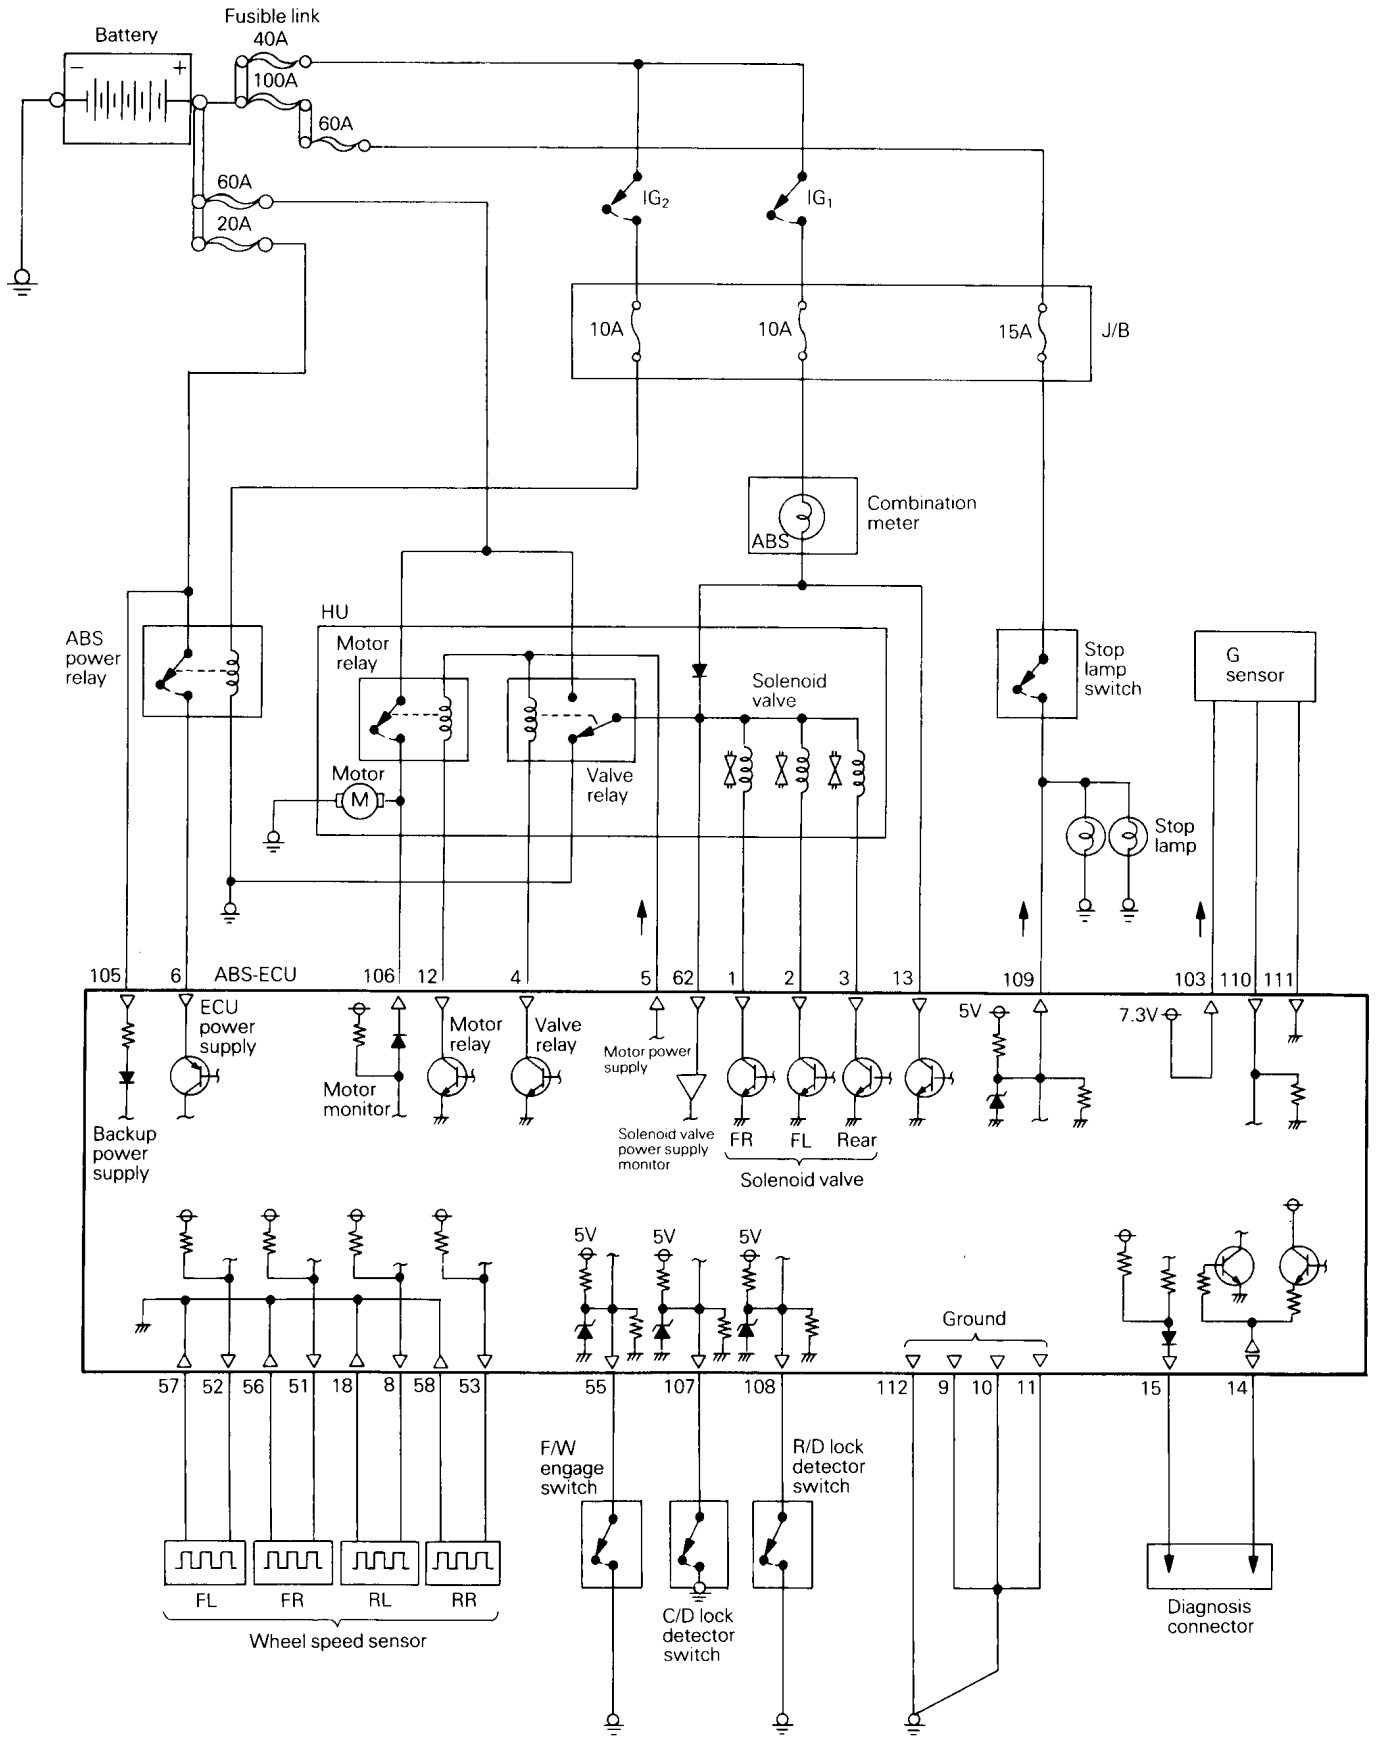 Fusible link
Battery
40A
−
+
100A
60A
60A
20A
IG2
IG1
10A
10A
15A
J/B
Combination
meter
ABS
HU
ABS
power
relay
Motor
relay
Solenoid
valve
Stop
lamp
switch
G
sensor
Motor
M
Valve
relay
Stop
lamp
105
6
ABS-ECU
106
12
4
5
62
1
2
3
13
109
103
110
111
ECU
power
supply
Motor
relay
Valve
relay
5V
7.3V
Motor power
supply
Motor
monitor
Backup
power
supply
Solenoid valve
power supply
monitor
FR
FL
Rear
Solenoid valve
5V
5V
5V
Ground
57
52
56
51
18
8
58
53
55
107
108
112
9
10
11
15
14
F/W
engage
switch
R/D lock
detector
switch
FL
FR
RL
RR
Wheel speed sensor
C/D lock
detector
switch
Diagnosis
connector